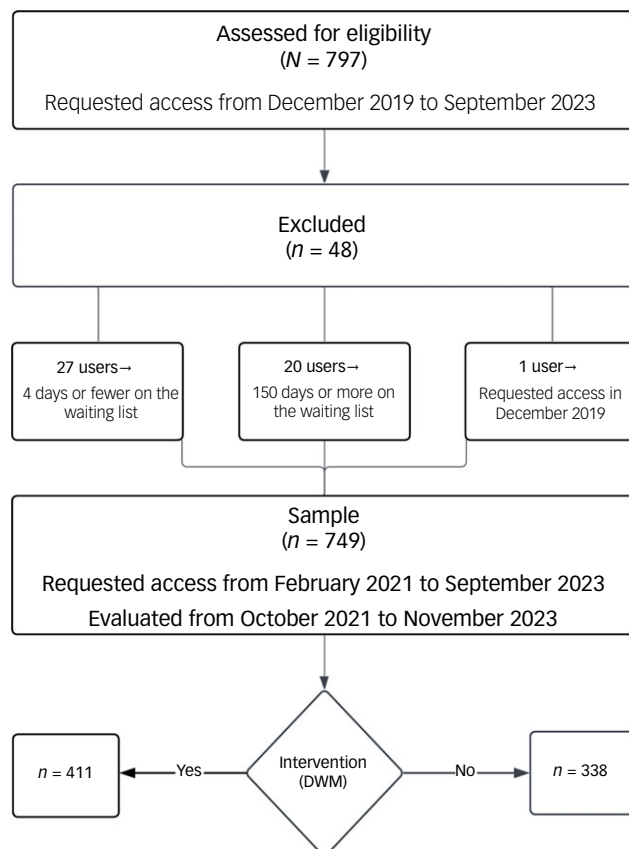 Assessed for eligibility
(N = 797)
Requested access from December 2019 to September 2023
Excluded
(n = 48)
27 users→
4 days or fewer on the
waiting list
20 users→
150 days or more on
the waiting list
1 user→
Requested access in
December 2019
Sample
(n = 749)
Requested access from February 2021 to September 2023
Evaluated from October 2021 to November 2023
Intervention
(DWM)
Yes
n = 411
No
n = 338